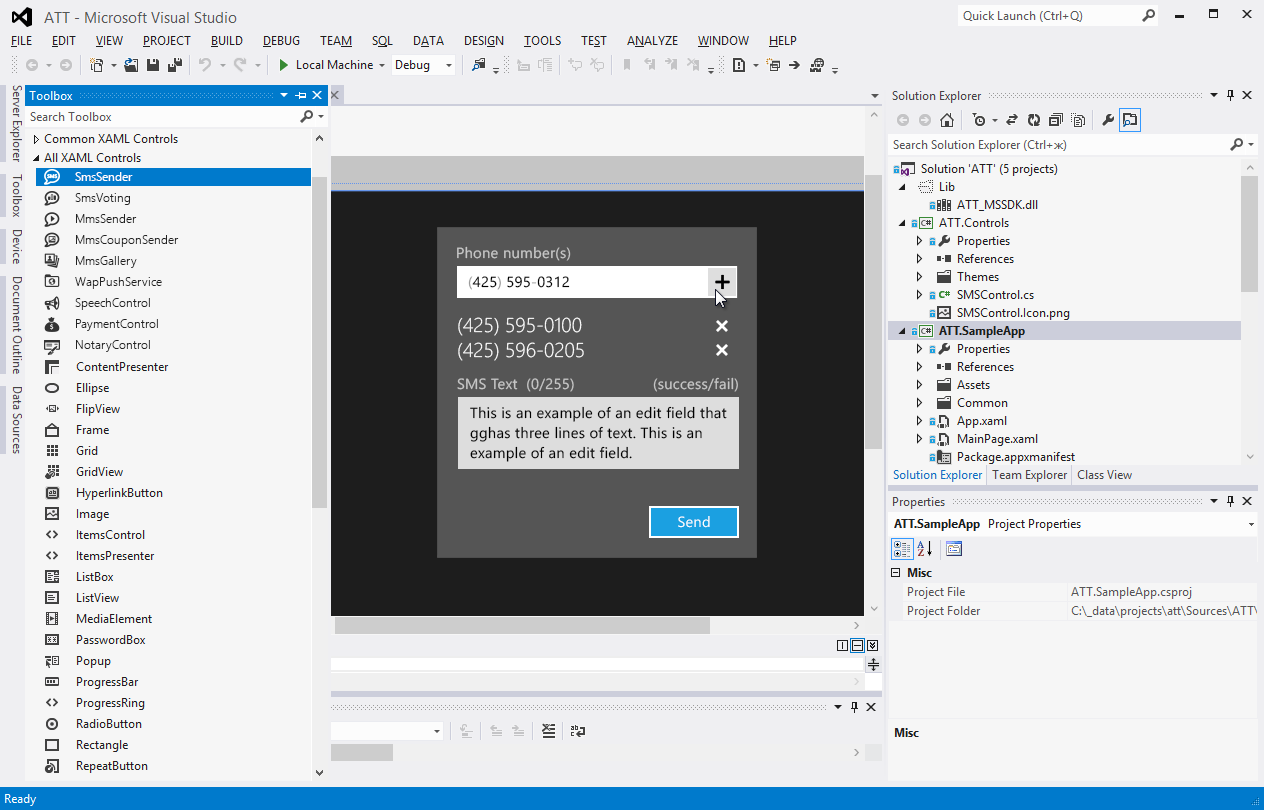 ATT - Microsoft Visual Studio
Quick Launch (Ctrl+Q)
FILE EDIT VIEW PROJECT BUILD DEBUG TEAM SQL DATA DESIGN TOOLS TEST ANALYZE WINDOW HELP
Local Machine Debug
Server Explorer
Toolbox
Device
Document Outline
Data Sources
Toolbox
Search Toolbox
Common XAML Controls
All XAML Controls
SmsSender
SmsVoting
MmsSender
MmsCouponSender
MmsGallery
WapPushService
SpeechControl
PaymentControl
NotaryControl
ContentPresenter
Ellipse
FlipView
Frame
Grid
GridView
HyperlinkButton
Image
ItemsControl
ItemsPresenter
ListBox
ListView
MediaElement
PasswordBox
Popup
ProgressBar
ProgressRing
RadioButton
Rectangle
RepeatButton
Phone number(s)
(425) 595-0312
(425) 595-0100
(425) 596-0205
SMS Text (0/255) (success/fail)
This is an example of an edit field that
gghas three lines of text. This is an
example of an edit field.
Send
Solution Explorer
Search Solution Explorer (Ctrl+ж)
Solution 'ATT' (5 projects)
Lib
ATT_MSSDK.dll
C# ATT.Controls
Properties
References
Themes
C# SMSControl.cs
SMSControl.Icon.png
C# ATT.SampleApp
Properties
References
Assets
Common
App.xaml
MainPage.xaml
Package.appxmanifest
Solution Explorer Team Explorer Class View
Properties
ATT.SampleApp Project Properties
Misc
Project File ATT.SampleApp.csproj
Project Folder C:\_data\projects\att\Sources\ATT\
Misc
Ready